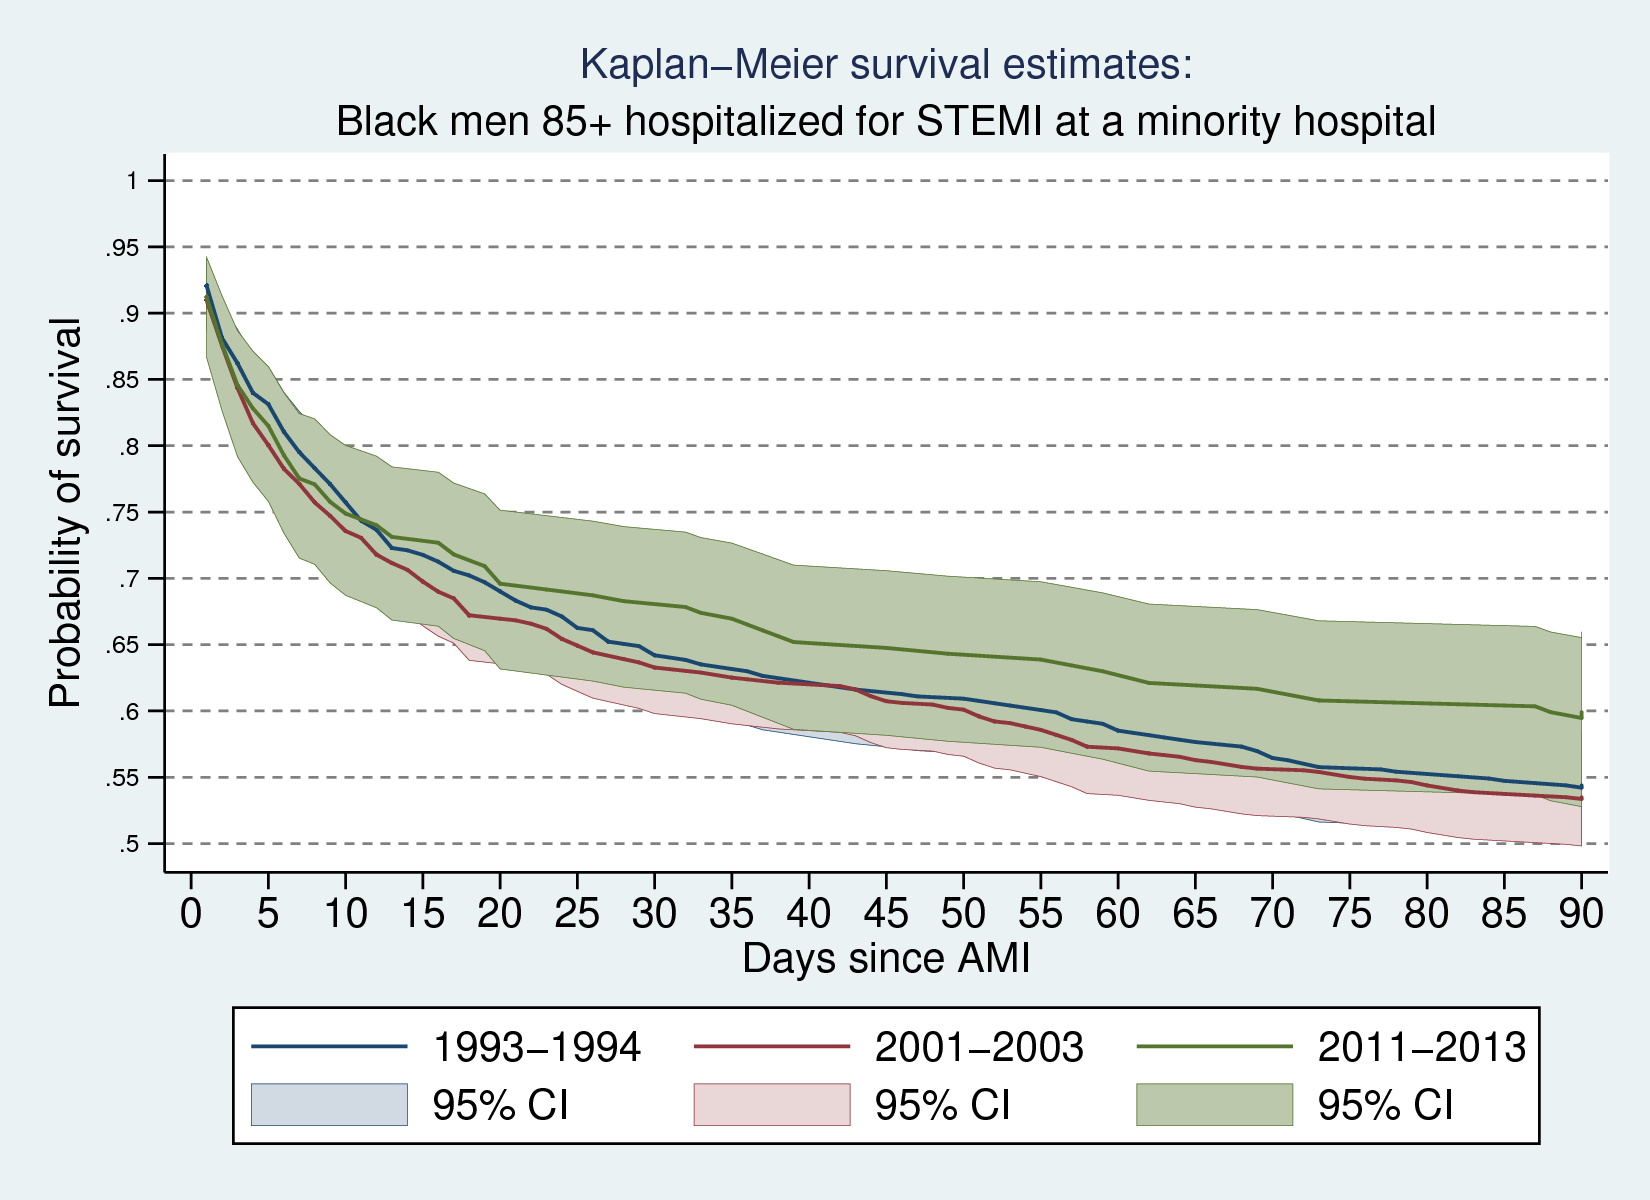 Kaplan−Meier survival estimates:
Black men 85+ hospitalized for STEMI at a minority hospital
Probability of survival
1
.95
.9
.85
.8
.75
.7
.65
.6
.55
.5
0 5 10 15 20 25 30 35 40 45 50 55 60 65 70 75 80 85 90
Days since AMI
1993−1994 2001−2003 2011−2013
95% CI 95% CI 95% CI